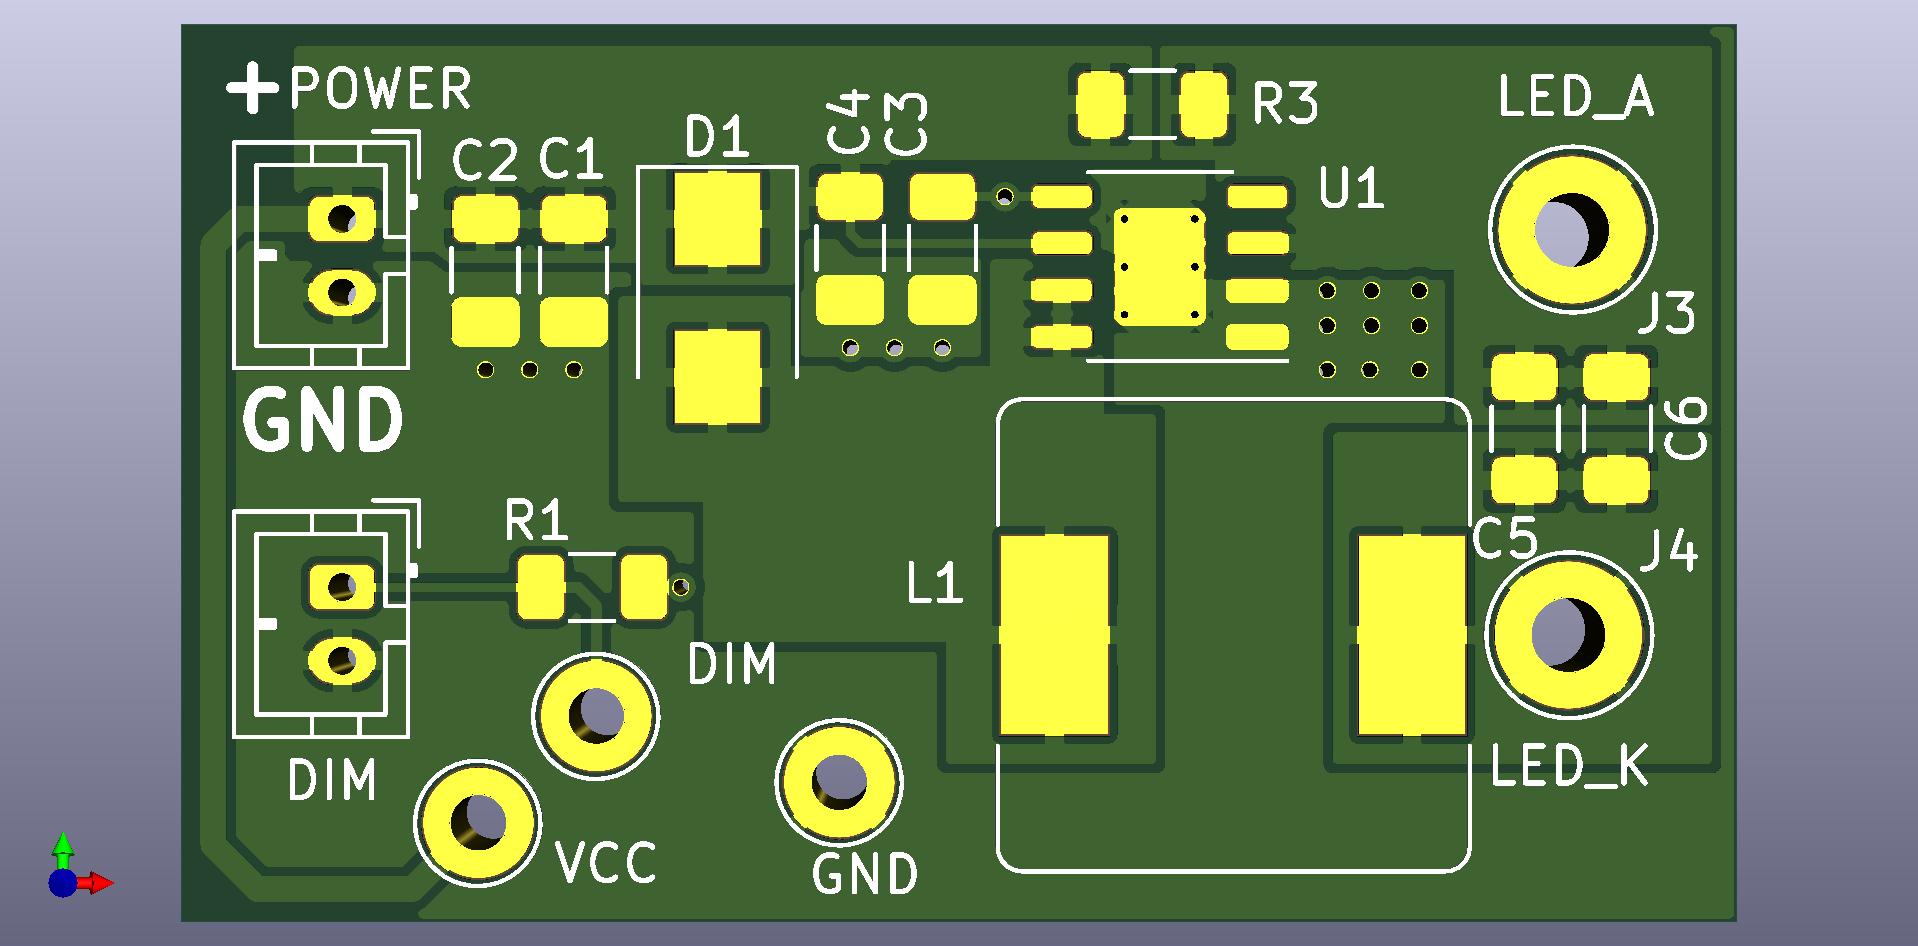 +POWER
C2
C1
D1
C4
C3
R3
LED_A
U1
J3
GND
C6
R1
C5
J4
L1
DIM
DIM
LED_K
VCC
GND